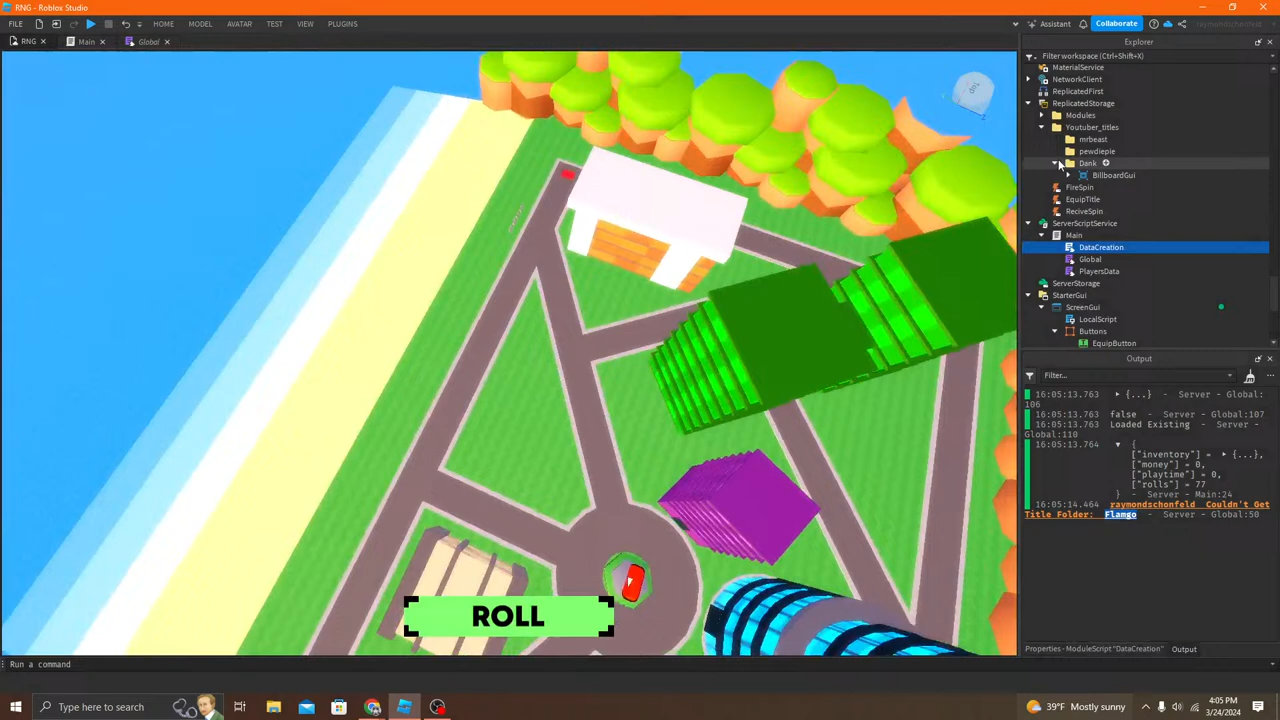 RNG - Roblox Studio
FILE HOME MODEL AVATAR TEST VIEW PLUGINS Assistant Collaborate raymondschonfeld
RNG Main Global
ROLL
Explorer
Filter workspace (Ctrl+Shift+X)
MaterialService
NetworkClient
ReplicatedFirst
ReplicatedStorage
Modules
Youtuber_titles
mrbeast
pewdiepie
Dank
BillboardGui
FireSpin
EquipTitle
ReciveSpin
ServerScriptService
Main
DataCreation
Global
PlayersData
ServerStorage
StarterGui
ScreenGui
LocalScript
Buttons
EquipButton
Output
Filter...
16:05:13.763 ▶ {...} - Server - Global:
106
16:05:13.763 false - Server - Global:107
16:05:13.763 Loaded Existing - Server -
Global:110
16:05:13.764 ▼ {
["inventory"] = ▶ {...},
["money"] = 0,
["playtime"] = 0,
["rolls"] = 77
} - Server - Main:24
16:05:14.464 raymondschonfeld Couldn't Get
Title Folder: Flamgo - Server - Global:50
Properties - ModuleScript "DataCreation" Output
Run a command
Type here to search
39°F Mostly sunny
4:05 PM
3/24/2024